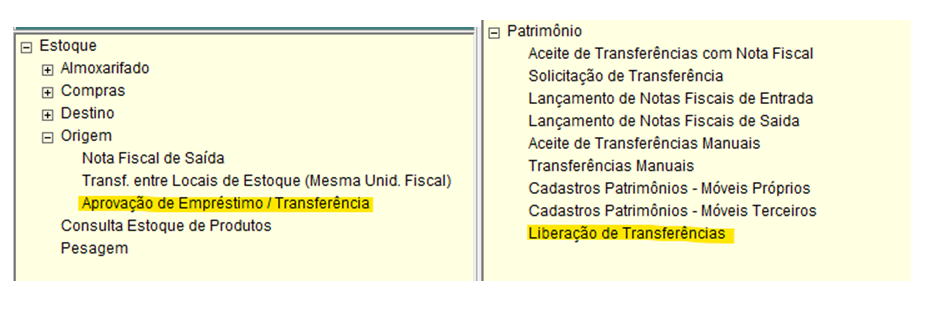 Estoque
Almoxarifado
Compras
Destino
Origem
Nota Fiscal de Saída
Transf. entre Locais de Estoque (Mesma Unid. Fiscal)
Aprovação de Empréstimo / Transferência
Consulta Estoque de Produtos
Pesagem
Patrimônio
Aceite de Transferências com Nota Fiscal
Solicitação de Transferência
Lançamento de Notas Fiscais de Entrada
Lançamento de Notas Fiscais de Saida
Aceite de Transferências Manuais
Transferências Manuais
Cadastros Patrimônios - Móveis Próprios
Cadastros Patrimônios - Móveis Terceiros
Liberação de Transferências